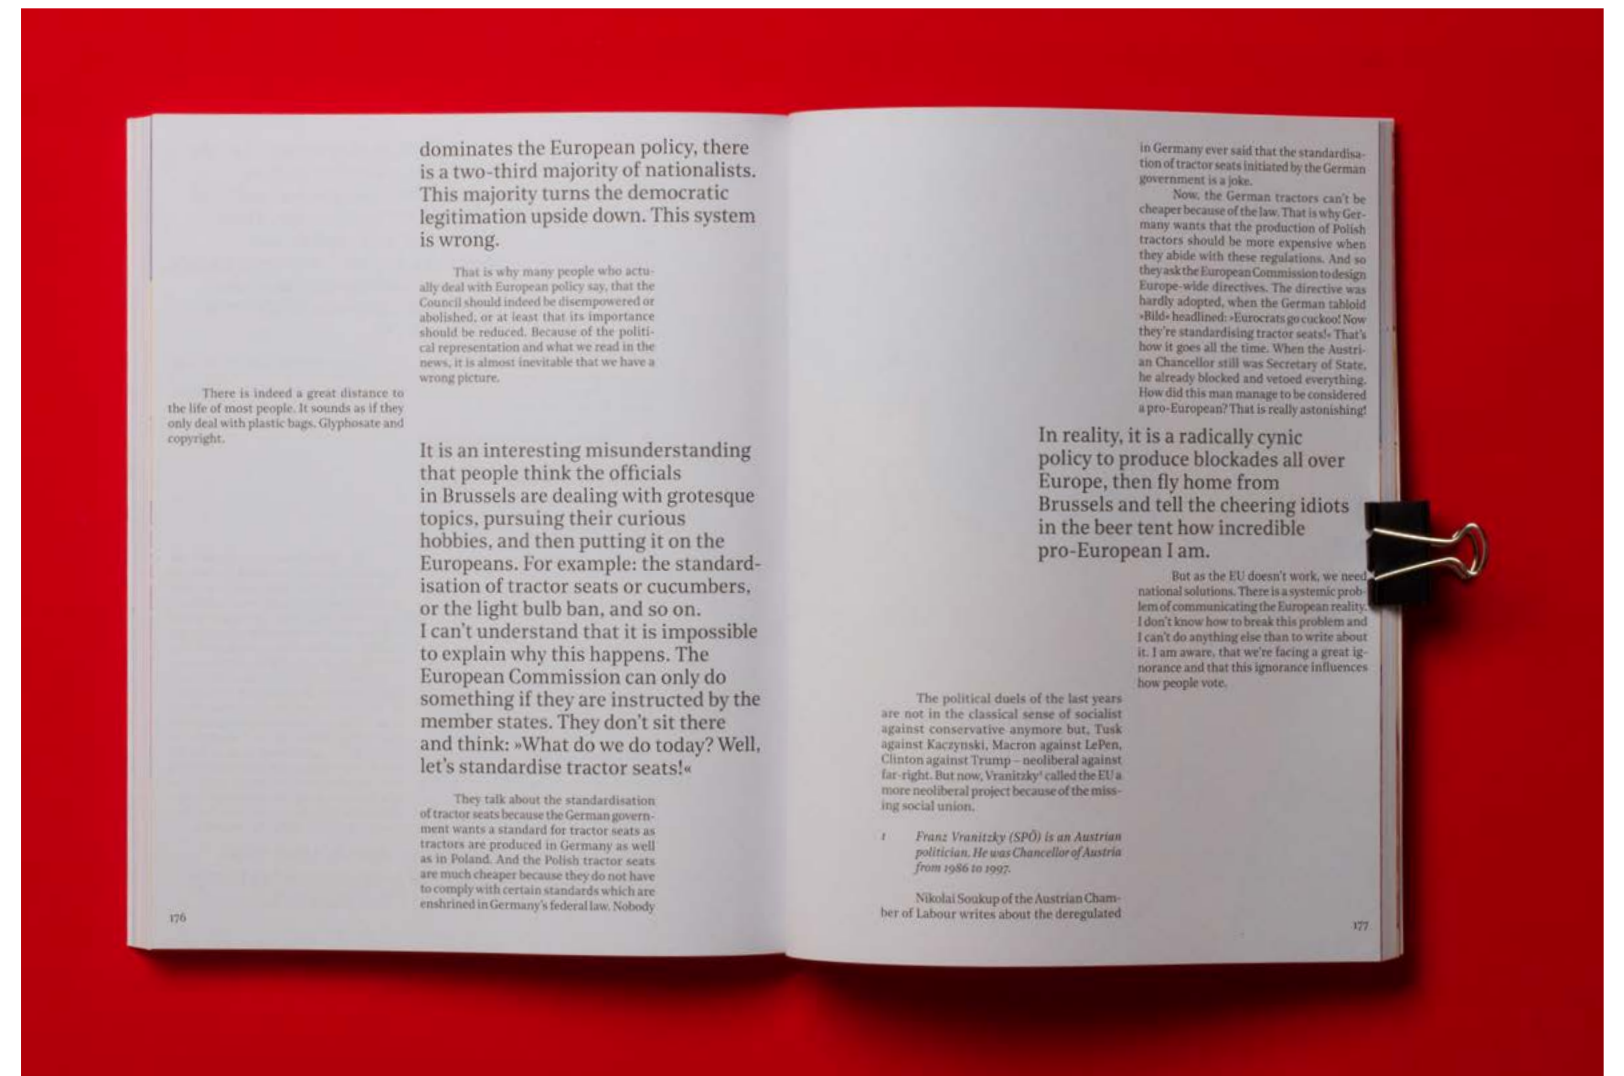 dominates the European policy, there
is a two-third majority of nationalists.
This majority turns the democratic
legitimation upside down. This system
is wrong.
That is why many people who actu-
ally deal with European policy say, that the
Council should indeed be disempowered or
abolished, or at least that its importance
should be reduced. Because of the politi-
cal representation and what we read in the
news, it is almost inevitable that we have a
wrong picture.
There is indeed a great distance to
the life of most people. It sounds as if they
only deal with plastic bags. Glyphosate and
copyright.
It is an interesting misunderstanding
that people think the officials
in Brussels are dealing with grotesque
topics, pursuing their curious
hobbies, and then putting it on the
Europeans. For example: the standard-
isation of tractor seats or cucumbers,
or the light bulb ban, and so on.
I can't understand that it is impossible
to explain why this happens. The
European Commission can only do
something if they are instructed by the
member states. They don't sit there
and think: »What do we do today? Well,
let's standardise tractor seats!«
They talk about the standardisation
of tractor seats because the German govern-
ment wants a standard for tractor seats as
tractors are produced in Germany as well
as in Poland. And the Polish tractor seats
are much cheaper because they do not have
to comply with certain standards which are
enshrined in Germany's federal law. Nobody
176
in Germany ever said that the standardisa-
tion of tractor seats initiated by the German
government is a joke.
Now, the German tractors can't be
cheaper because of the law. That is why Ger-
many wants that the production of Polish
tractors should be more expensive when
they abide with these regulations. And so
they ask the European Commission to design
Europe-wide directives. The directive was
hardly adopted, when the German tabloid
»Bild« headlined: »Eurocrats go cuckoo! Now
they're standardising tractor seats!« That's
how it goes all the time. When the Austri-
an Chancellor still was Secretary of State,
he already blocked and vetoed everything.
How did this man manage to be considered
a pro-European? That is really astonishing!
In reality, it is a radically cynic
policy to produce blockades all over
Europe, then fly home from
Brussels and tell the cheering idiots
in the beer tent how incredible
pro-European I am.
But as the EU doesn't work, we need
national solutions. There is a systemic prob-
lem of communicating the European reality.
I don't know how to break this problem and
I can't do anything else than to write about
it. I am aware, that we're facing a great ig-
norance and that this ignorance influences
how people vote.
The political duels of the last years
are not in the classical sense of socialist
against conservative anymore but, Tusk
against Kaczynski, Macron against LePen,
Clinton against Trump – neoliberal against
far-right. But now, Vranitzky¹ called the EU a
more neoliberal project because of the miss-
ing social union.
1 Franz Vranitzky (SPÖ) is an Austrian
politician. He was Chancellor of Austria
from 1986 to 1997.
Nikolai Soukup of the Austrian Cham-
ber of Labour writes about the deregulated
177